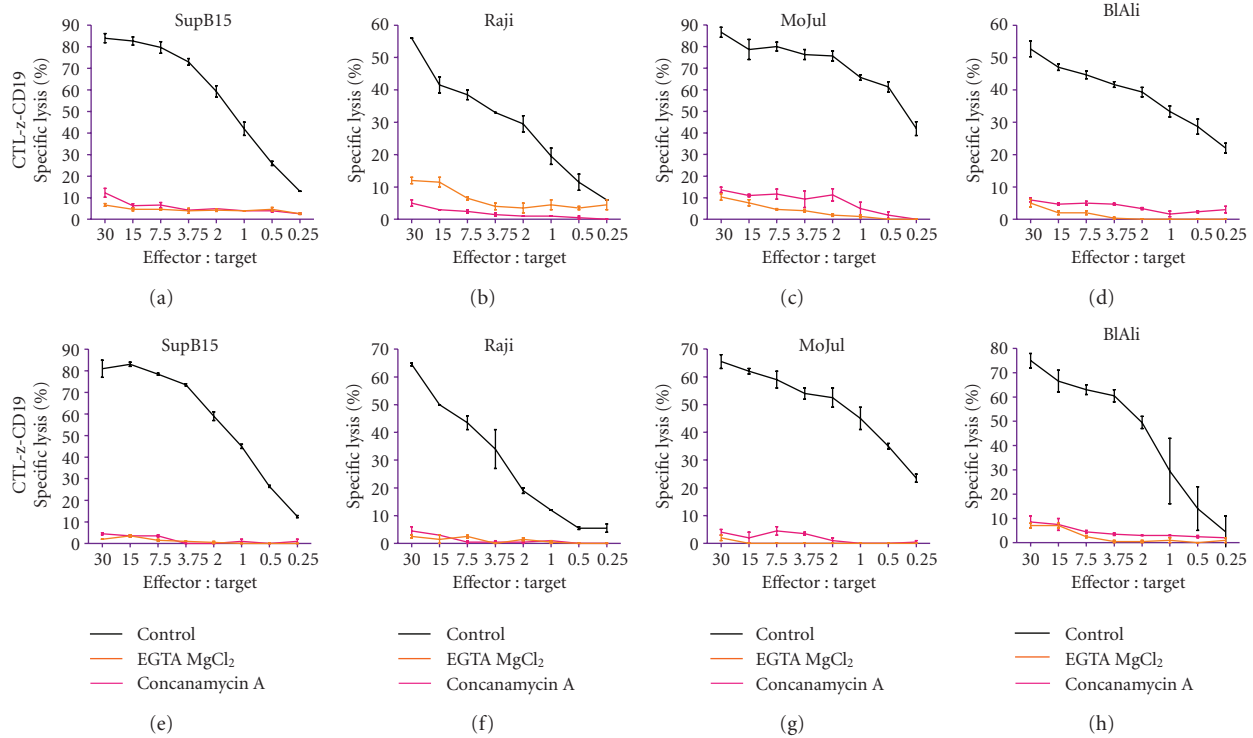 SupB15
CTL-z-CD19
Specific lysis (%)
90
80
70
60
50
40
30
20
10
0
30 15 7.5 3.75 2 1 0.5 0.25
Effector : target
(a)
Raji
Specific lysis (%)
60
50
40
30
20
10
0
30 15 7.5 3.75 2 1 0.5 0.25
Effector : target
(b)
MoJul
Specific lysis (%)
90
80
70
60
50
40
30
20
10
0
30 15 7.5 3.75 2 1 0.5 0.25
Effector : target
(c)
BlAli
Specific lysis (%)
60
50
40
30
20
10
0
30 15 7.5 3.75 2 1 0.5 0.25
Effector : target
(d)
SupB15
CTL-z-CD19
Specific lysis (%)
90
80
70
60
50
40
30
20
10
0
30 15 7.5 3.75 2 1 0.5 0.25
Effector : target
Control
EGTA MgCl₂
Concanamycin A
(e)
Raji
Specific lysis (%)
70
60
50
40
30
20
10
0
30 15 7.5 3.75 2 1 0.5 0.25
Effector : target
Control
EGTA MgCl₂
Concanamycin A
(f)
MoJul
Specific lysis (%)
70
60
50
40
30
20
10
0
30 15 7.5 3.75 2 1 0.5 0.25
Effector : target
Control
EGTA MgCl₂
Concanamycin A
(g)
BlAli
Specific lysis (%)
80
70
60
50
40
30
20
10
0
30 15 7.5 3.75 2 1 0.5 0.25
Effector : target
Control
EGTA MgCl₂
Concanamycin A
(h)